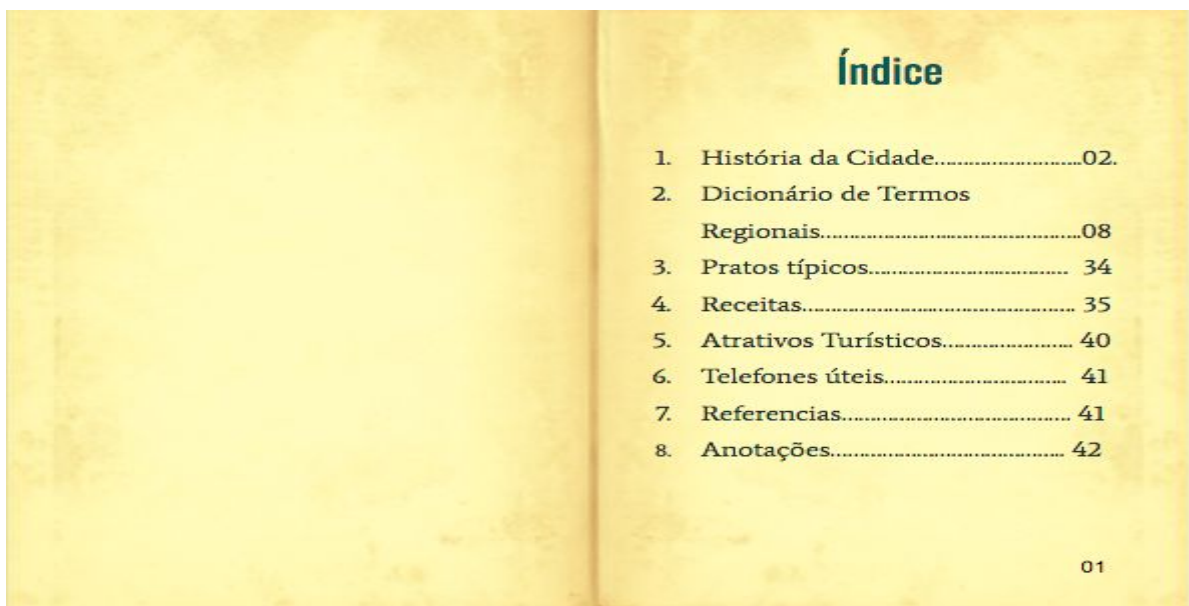 Índice
1. História da Cidade..........................02.
2. Dicionário de Termos
Regionais.............................................08
3. Pratos típicos................................... 34
4. Receitas............................................... 35
5. Atrativos Turísticos....................... 40
6. Telefones úteis................................ 41
7. Referencias........................................ 41
8. Anotações......................................... 42
01